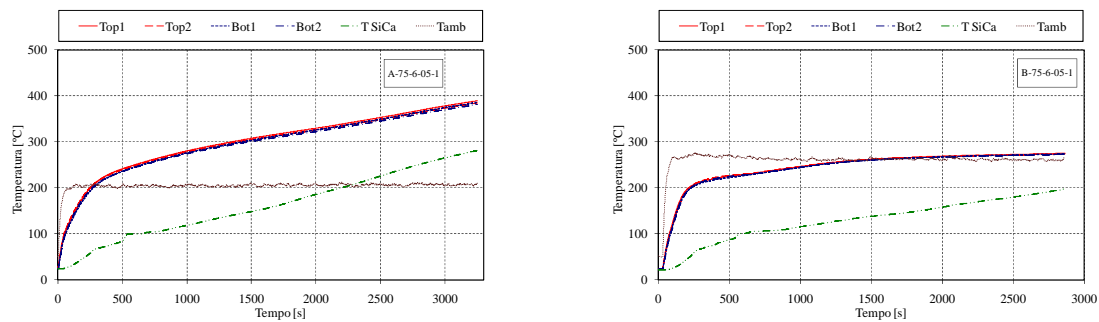 Top1 Top2 Bot1 Bot2 T SiCa Tamb
500
400
300
200
100
0
Temperatura [ºC]
A-75-6-05-1
0 500 1000 1500 2000 2500 3000
Tempo [s]
Top1 Top2 Bot1 Bot2 T SiCa Tamb
500
400
300
200
100
0
Temperatura [ºC]
B-75-6-05-1
0 500 1000 1500 2000 2500 3000
Tempo [s]